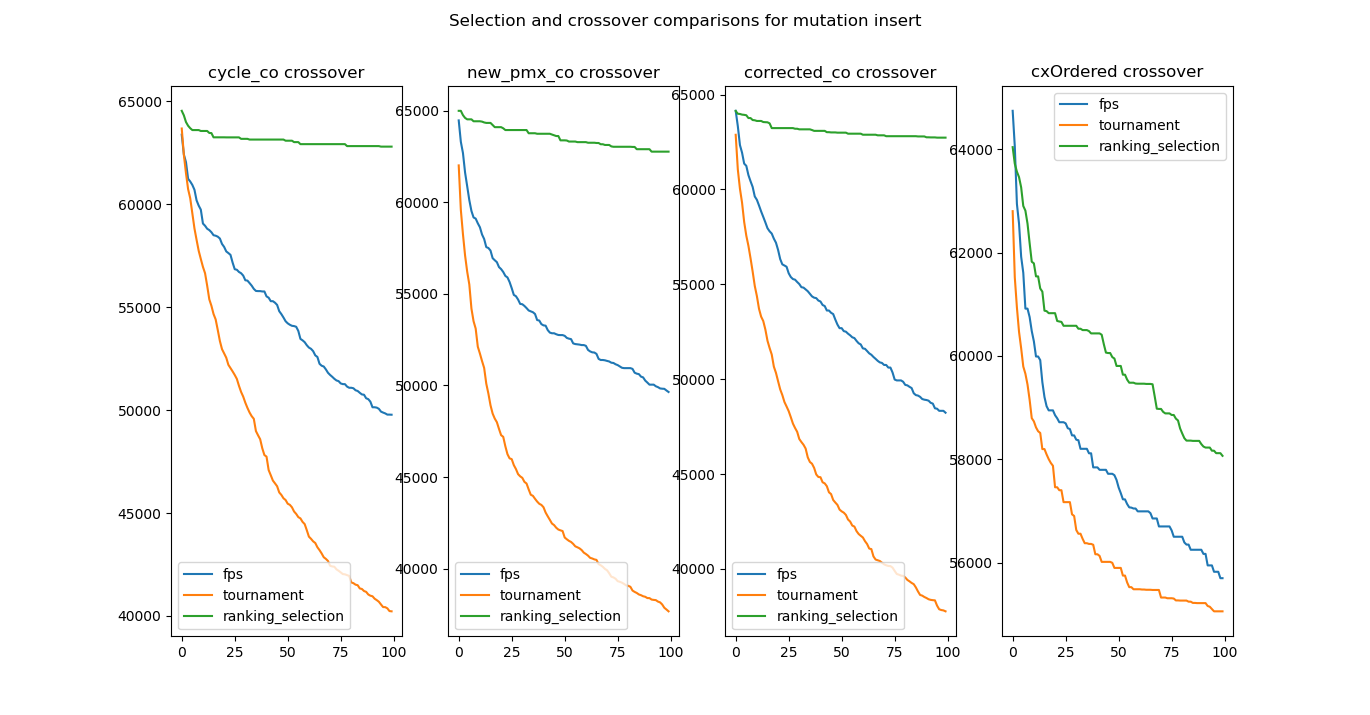 Selection and crossover comparisons for mutation insert
cycle_co crossover
65000
60000
55000
50000
45000
40000
0 25 50 75 100
fps
tournament
ranking_selection
new_pmx_co crossover
65000
60000
55000
50000
45000
40000
0 25 50 75 100
fps
tournament
ranking_selection
corrected_co crossover
65000
60000
55000
50000
45000
40000
0 25 50 75 100
fps
tournament
ranking_selection
cxOrdered crossover
64000
62000
60000
58000
56000
0 25 50 75 100
fps
tournament
ranking_selection